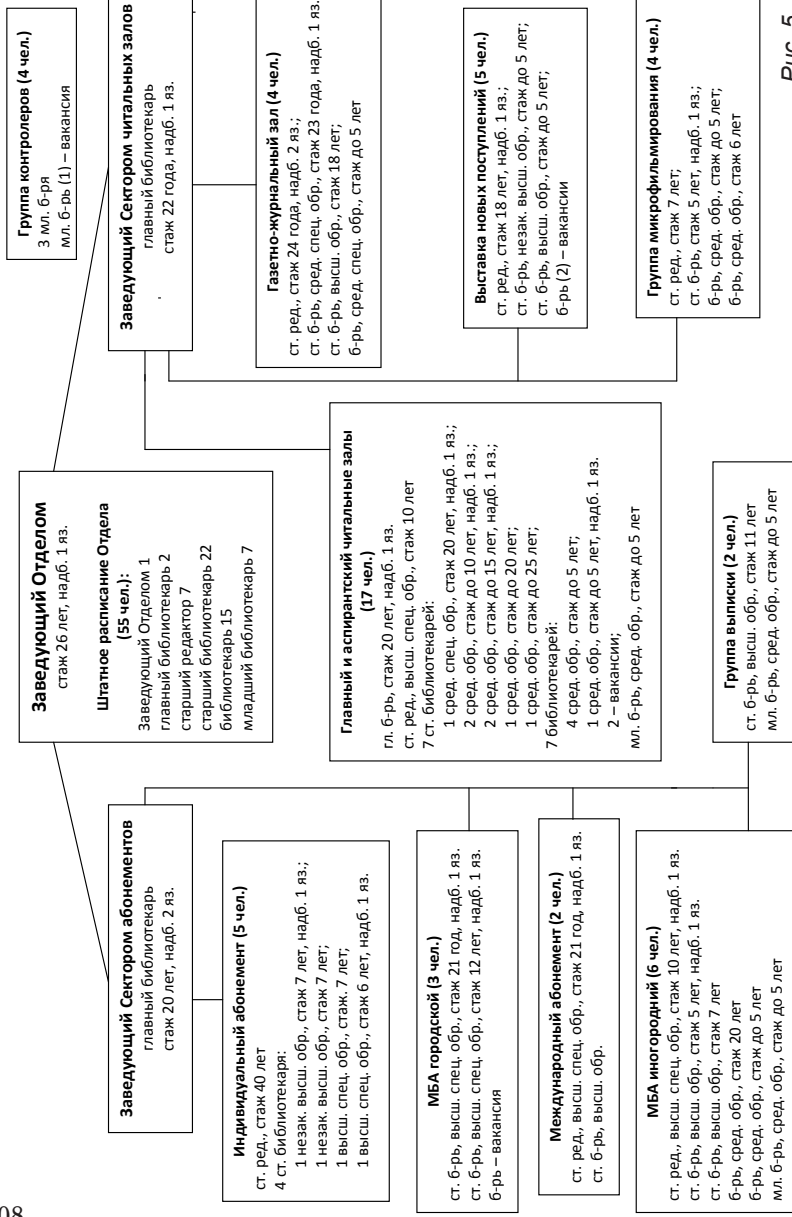 Заведующий Отделом
стаж 26 лет, надб. 1 яз.
Штатное расписание Отдела
(55 чел.):
Заведующий Отделом 1
главный библиотекарь 2
старший редактор 7
старший библиотекарь 22
библиотекарь 15
младший библиотекарь 7
Группа контролеров (4 чел.)
3 мл. б-ря
мл. б-рь (1) – вакансия
Заведующий Сектором абонементов
главный библиотекарь
стаж 20 лет, надб. 2 яз.
Заведующий Сектором читальных залов
главный библиотекарь
стаж 22 года, надб. 1 яз.
Индивидуальный абонемент (5 чел.)
ст. ред., стаж 40 лет
4 ст. библиотекаря:
1 незак. высш. обр., стаж 7 лет, надб. 1 яз.;
1 незак. высш. обр., стаж 7 лет;
1 высш. спец. обр., стаж. 7 лет;
1 высш. спец. обр., стаж 6 лет, надб. 1 яз.
Главный и аспирантский читальные залы
(17 чел.)
гл. б-рь, стаж 20 лет, надб. 1 яз.
ст. ред., высш. спец. обр., стаж 10 лет
7 ст. библиотекарей:
1 сред. спец. обр., стаж 20 лет, надб. 1 яз.;
2 сред. обр., стаж до 10 лет, надб. 1 яз.;
2 сред. обр., стаж до 15 лет, надб. 1 яз.;
1 сред. обр., стаж до 20 лет;
1 сред. обр., стаж до 25 лет;
7 библиотекарей:
4 сред. обр., стаж до 5 лет;
1 сред. обр., стаж до 5 лет, надб. 1 яз.
2 – вакансии;
мл. б-рь, сред. обр., стаж до 5 лет
Газетно-журнальный зал (4 чел.)
ст. ред., стаж 24 года, надб. 2 яз.;
ст. б-рь, сред. спец. обр., стаж 23 года, надб. 1 яз.
ст. б-рь, высш. обр., стаж 18 лет;
б-рь, сред. спец. обр., стаж до 5 лет
МБА городской (3 чел.)
ст. б-рь, высш. спец. обр., стаж 21 год, надб. 1 яз.
ст. б-рь, высш. спец. обр., стаж 12 лет, надб. 1 яз.
б-рь – вакансия
Выставка новых поступлений (5 чел.)
ст. ред., стаж 18 лет, надб. 1 яз.;
ст. б-рь, незак. высш. обр., стаж до 5 лет;
ст. б-рь, высш. обр., стаж до 5 лет;
б-рь (2) – вакансии
Международный абонемент (2 чел.)
ст. ред., высш. спец. обр., стаж 21 год, надб. 1 яз.
ст. б-рь, высш. обр.
Группа микрофильмирования (4 чел.)
ст. ред., стаж 7 лет;
ст. б-рь, стаж 5 лет, надб. 1 яз.;
б-рь, сред. обр., стаж до 5 лет;
б-рь, сред. обр., стаж 6 лет
МБА иногородний (6 чел.)
ст. ред., высш. спец. обр., стаж 10 лет, надб. 1 яз.
ст. б-рь, высш. обр., стаж 5 лет, надб. 1 яз.
ст. б-рь, высш. обр., стаж 7 лет
б-рь, сред. обр., стаж 20 лет
б-рь, сред. обр., стаж до 5 лет
мл. б-рь, сред. обр., стаж до 5 лет
Группа выписки (2 чел.)
ст. б-рь, высш. обр., стаж 11 лет
мл. б-рь, сред. обр., стаж до 5 лет
Рис. 5
08